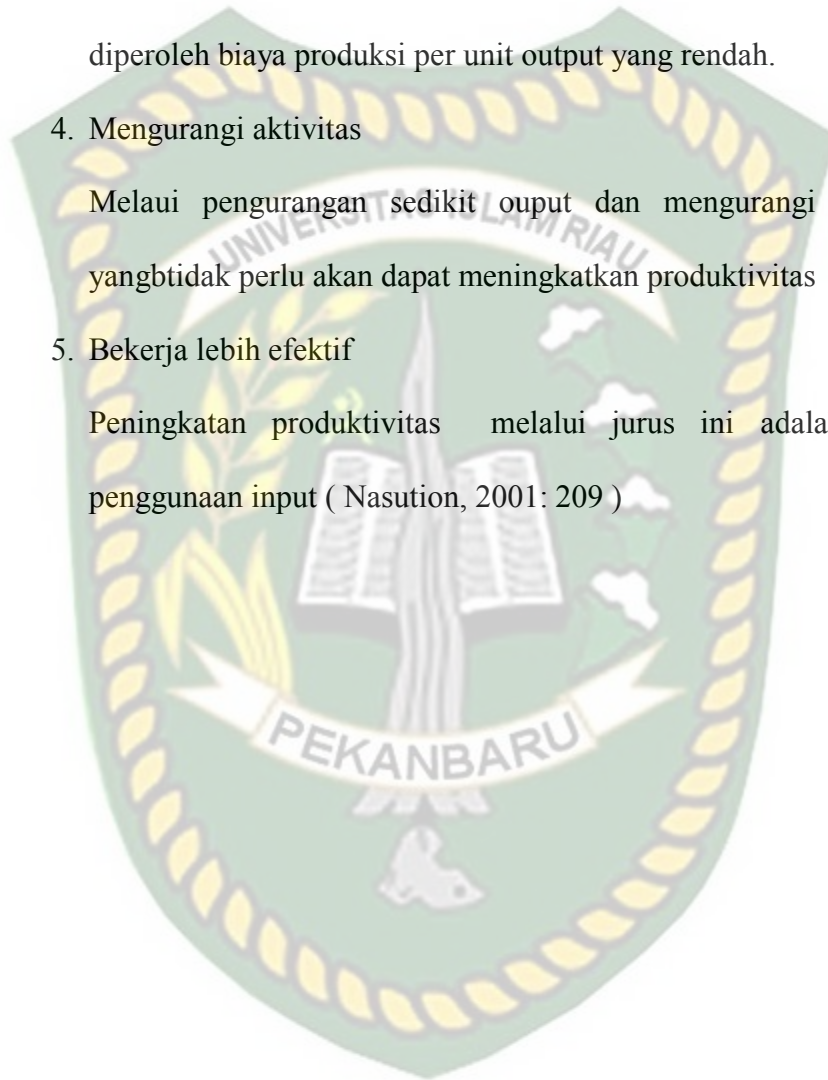 diperoleh biaya produksi per unit output yang rendah.
4. Mengurangi aktivitas
Melaui pengurangan sedikit ouput dan mengurangi
UNIVERSITAS ISLAM RIAU
yangbtidak perlu akan dapat meningkatkan produktivitas
5. Bekerja lebih efektif
Peningkatan produktivitas melalui jurus ini adala
penggunaan input ( Nasution, 2001: 209 )
PEKANBARU